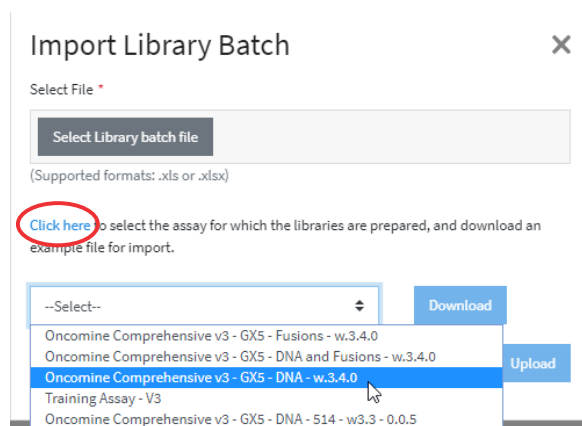 Import Library Batch
Select File *
Select Library batch file
(Supported formats: .xls or .xlsx)
Click here to select the assay for which the libraries are prepared, and download an
example file for import.
--Select--
Download
Oncomine Comprehensive v3 - GX5 - Fusions - w.3.4.0
Oncomine Comprehensive v3 - GX5 - DNA and Fusions - w.3.4.0
Oncomine Comprehensive v3 - GX5 - DNA - w.3.4.0
Upload
Training Assay - V3
Oncomine Comprehensive v3 - GX5 - DNA - 514 - w3.3 - 0.0.5